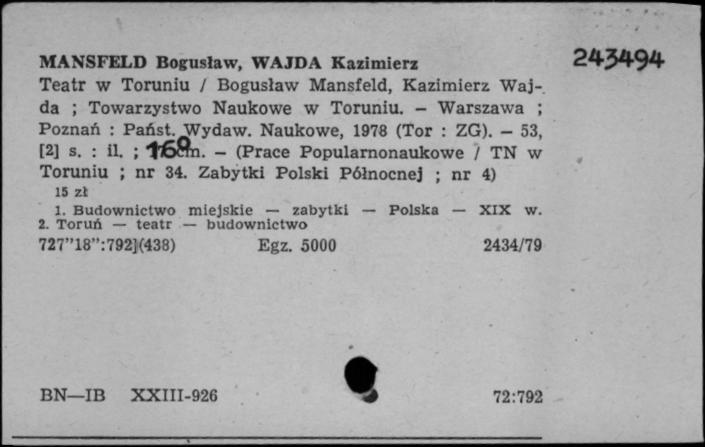 243494
MANSFELD Bogusław, WAJDA Kazimierz
Teatr w Toruniu / Bogusław Mansfeld, Kazimierz Waj-
da ; Towarzystwo Naukowe w Toruniu. — Warszawa ;
Poznań : Państ. Wydaw. Naukowe, 1978 (Tor : ZG). — 53,
[2] s. : il. ; 16° cm. — (Prace Popularnonaukowe / TN w
Toruniu ; nr 34. Zabytki Polski Północnej ; nr 4)
15 zł
1. Budownictwo miejskie — zabytki — Polska — XIX w.
2. Toruń — teatr — budownictwo
727"18":792](438) Egz. 5000 2434/79
BN—IB XXIII-926 72:792